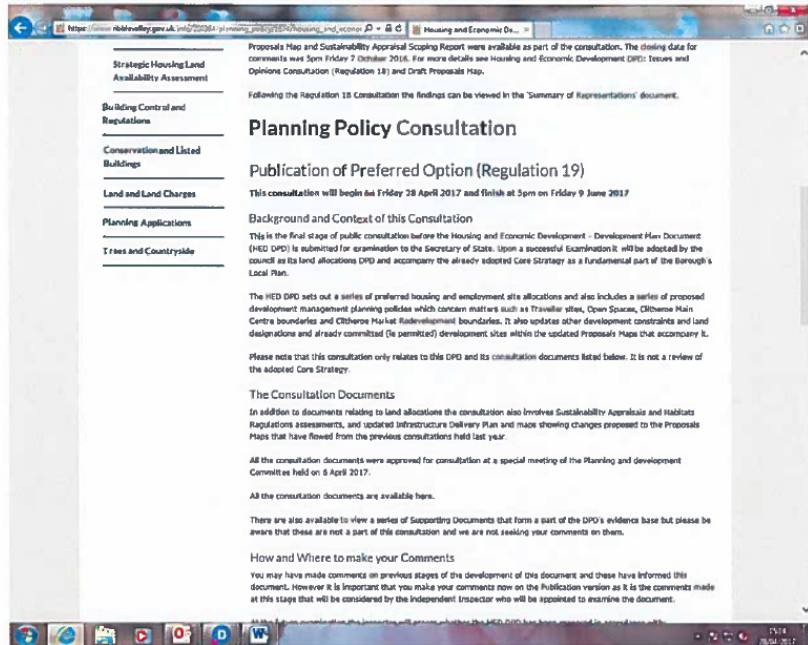 Housing and Economic De...
Proposals Map and Sustainability Appraisal Scoping Report were available as part of the consultation. The closing date for
comments was 5pm Friday 7 October 2016. For more details see Housing and Economic Development DPD: Issues and
Opinions Consultation (Regulation 18) and Draft Proposals Map.
Following the Regulation 18 Consultation the findings can be viewed in the 'Summary of Representations' document.
Strategic Housing Land
Availability Assessment
Building Control and
Regulations
Conservation and Listed
Buildings
Land and Land Charges
Planning Applications
Trees and Countryside
Planning Policy Consultation
Publication of Preferred Option (Regulation 19)
This consultation will begin on Friday 28 April 2017 and finish at 5pm on Friday 9 June 2017
Background and Context of this Consultation
This is the final stage of public consultation before the Housing and Economic Development - Development Plan Document
(HED DPD) is submitted for examination to the Secretary of State. Upon a successful Examination it will be adopted by the
council as its land allocations DPD and accompany the already adopted Core Strategy as a fundamental part of the Borough's
Local Plan.
The HED DPD sets out a series of preferred housing and employment site allocations and also includes a series of proposed
development management planning policies which concern matters such as Traveller sites, Open Spaces, Clitheroe Main
Centre boundaries and Clitheroe Market Redevelopment boundaries. It also updates other development constraints and land
designations and already committed (ie permitted) development sites within the updated Proposals Maps that accompany it.
Please note that this consultation only relates to this DPD and its consultation documents listed below. It is not a review of
the adopted Core Strategy.
The Consultation Documents
In addition to documents relating to land allocations the consultation also involves Sustainability Appraisals and Habitats
Regulations assessments, and updated Infrastructure Delivery Plan and maps showing changes proposed to the Proposals
Maps that have flowed from the previous consultations held last year.
All the consultation documents were approved for consultation at a special meeting of the Planning and development
Committee held on 6 April 2017.
All the consultation documents are available here.
There are also available to view a series of Supporting Documents that form a part of the DPD's evidence base but please be
aware that these are not a part of this consultation and we are not seeking your comments on them.
How and Where to make your Comments
You may have made comments on previous stages of the development of this document and these have informed this
document. However it is important that you make your comments now on the Publication version as it is the comments made
at this stage that will be considered by the independent Inspector who will be appointed to examine the document.
28/04/2017